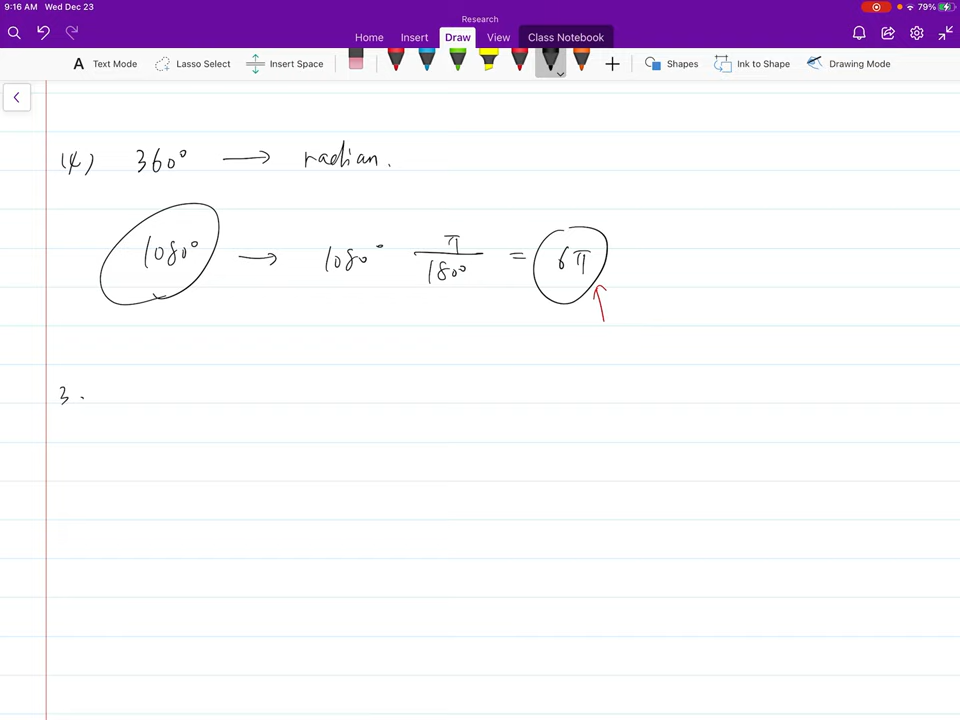 9:16 AM Wed Dec 23
79%
Research
Home Insert Draw View Class Notebook
Text Mode Lasso Select Insert Space Shapes Ink to Shape Drawing Mode
(4) 360° → radian.
1080° → 1080° π/180° = 6π
3.